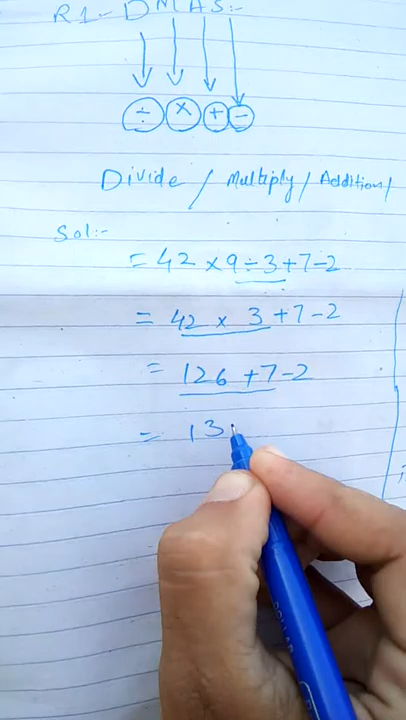 R1 - DMAS:-
÷ × + -
Divide / Multiply / Addition /
Sol:-
= 42 × 9 ÷ 3 + 7 - 2
= 42 × 3 + 7 - 2
= 126 + 7 - 2
= 13